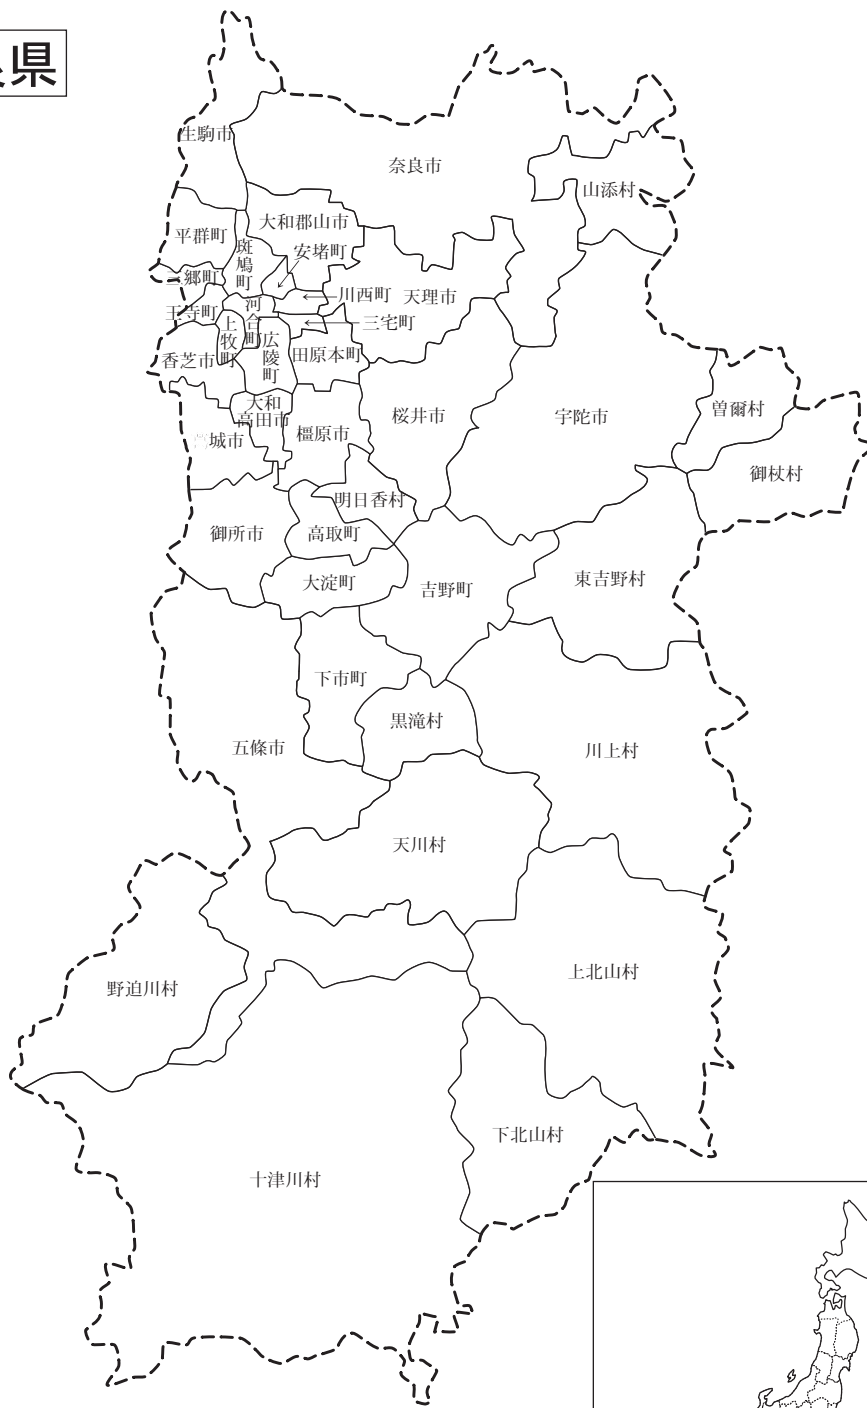 県
生駒市
奈良市
山添村
大和郡山市
平群町
斑鳩町
安堵町
三郷町
川西町
天理市
王寺町
河合町
三宅町
上牧町
広陵町
田原本町
香芝市
大和
高田市
桜井市
宇陀市
曽爾村
橿原市
城市
御杖村
明日香村
御所市
高取町
大淀町
吉野町
東吉野村
下市町
黒滝村
五條市
川上村
天川村
上北山村
野迫川村
下北山村
十津川村